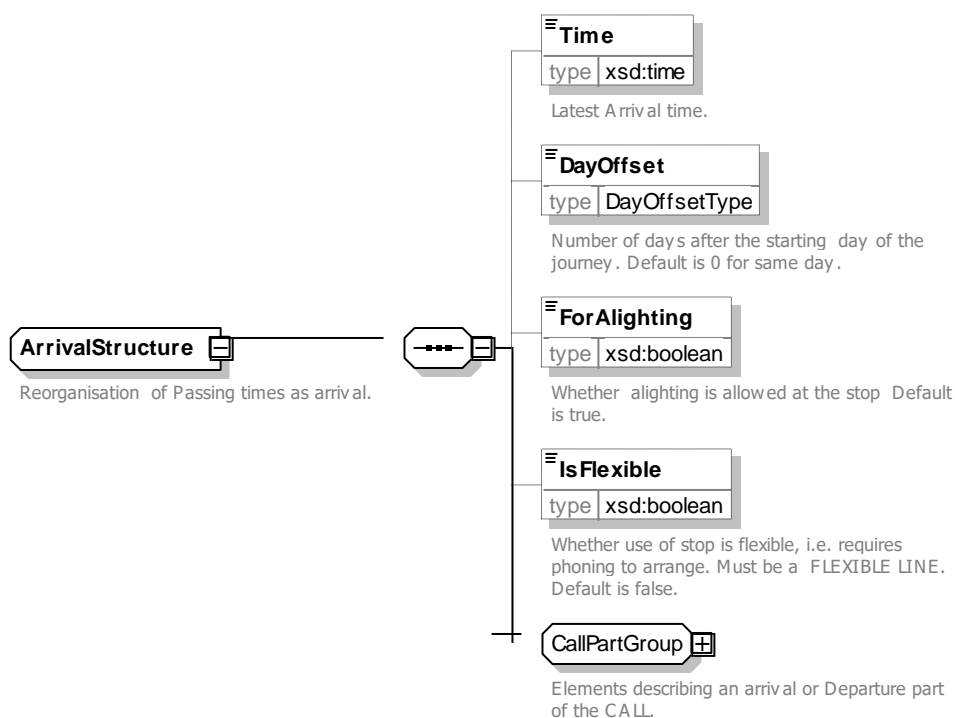 Time
type xsd:time
Latest Arrival time.
DayOffset
type DayOffsetType
Number of days after the starting day of the
journey. Default is 0 for same day.
ForAlighting
type xsd:boolean
Whether alighting is allowed at the stop Default
is true.
ArrivalStructure
Reorganisation of Passing times as arrival.
IsFlexible
type xsd:boolean
Whether use of stop is flexible, i.e. requires
phoning to arrange. Must be a FLEXIBLE LINE.
Default is false.
CallPartGroup
Elements describing an arrival or Departure part
of the CALL.